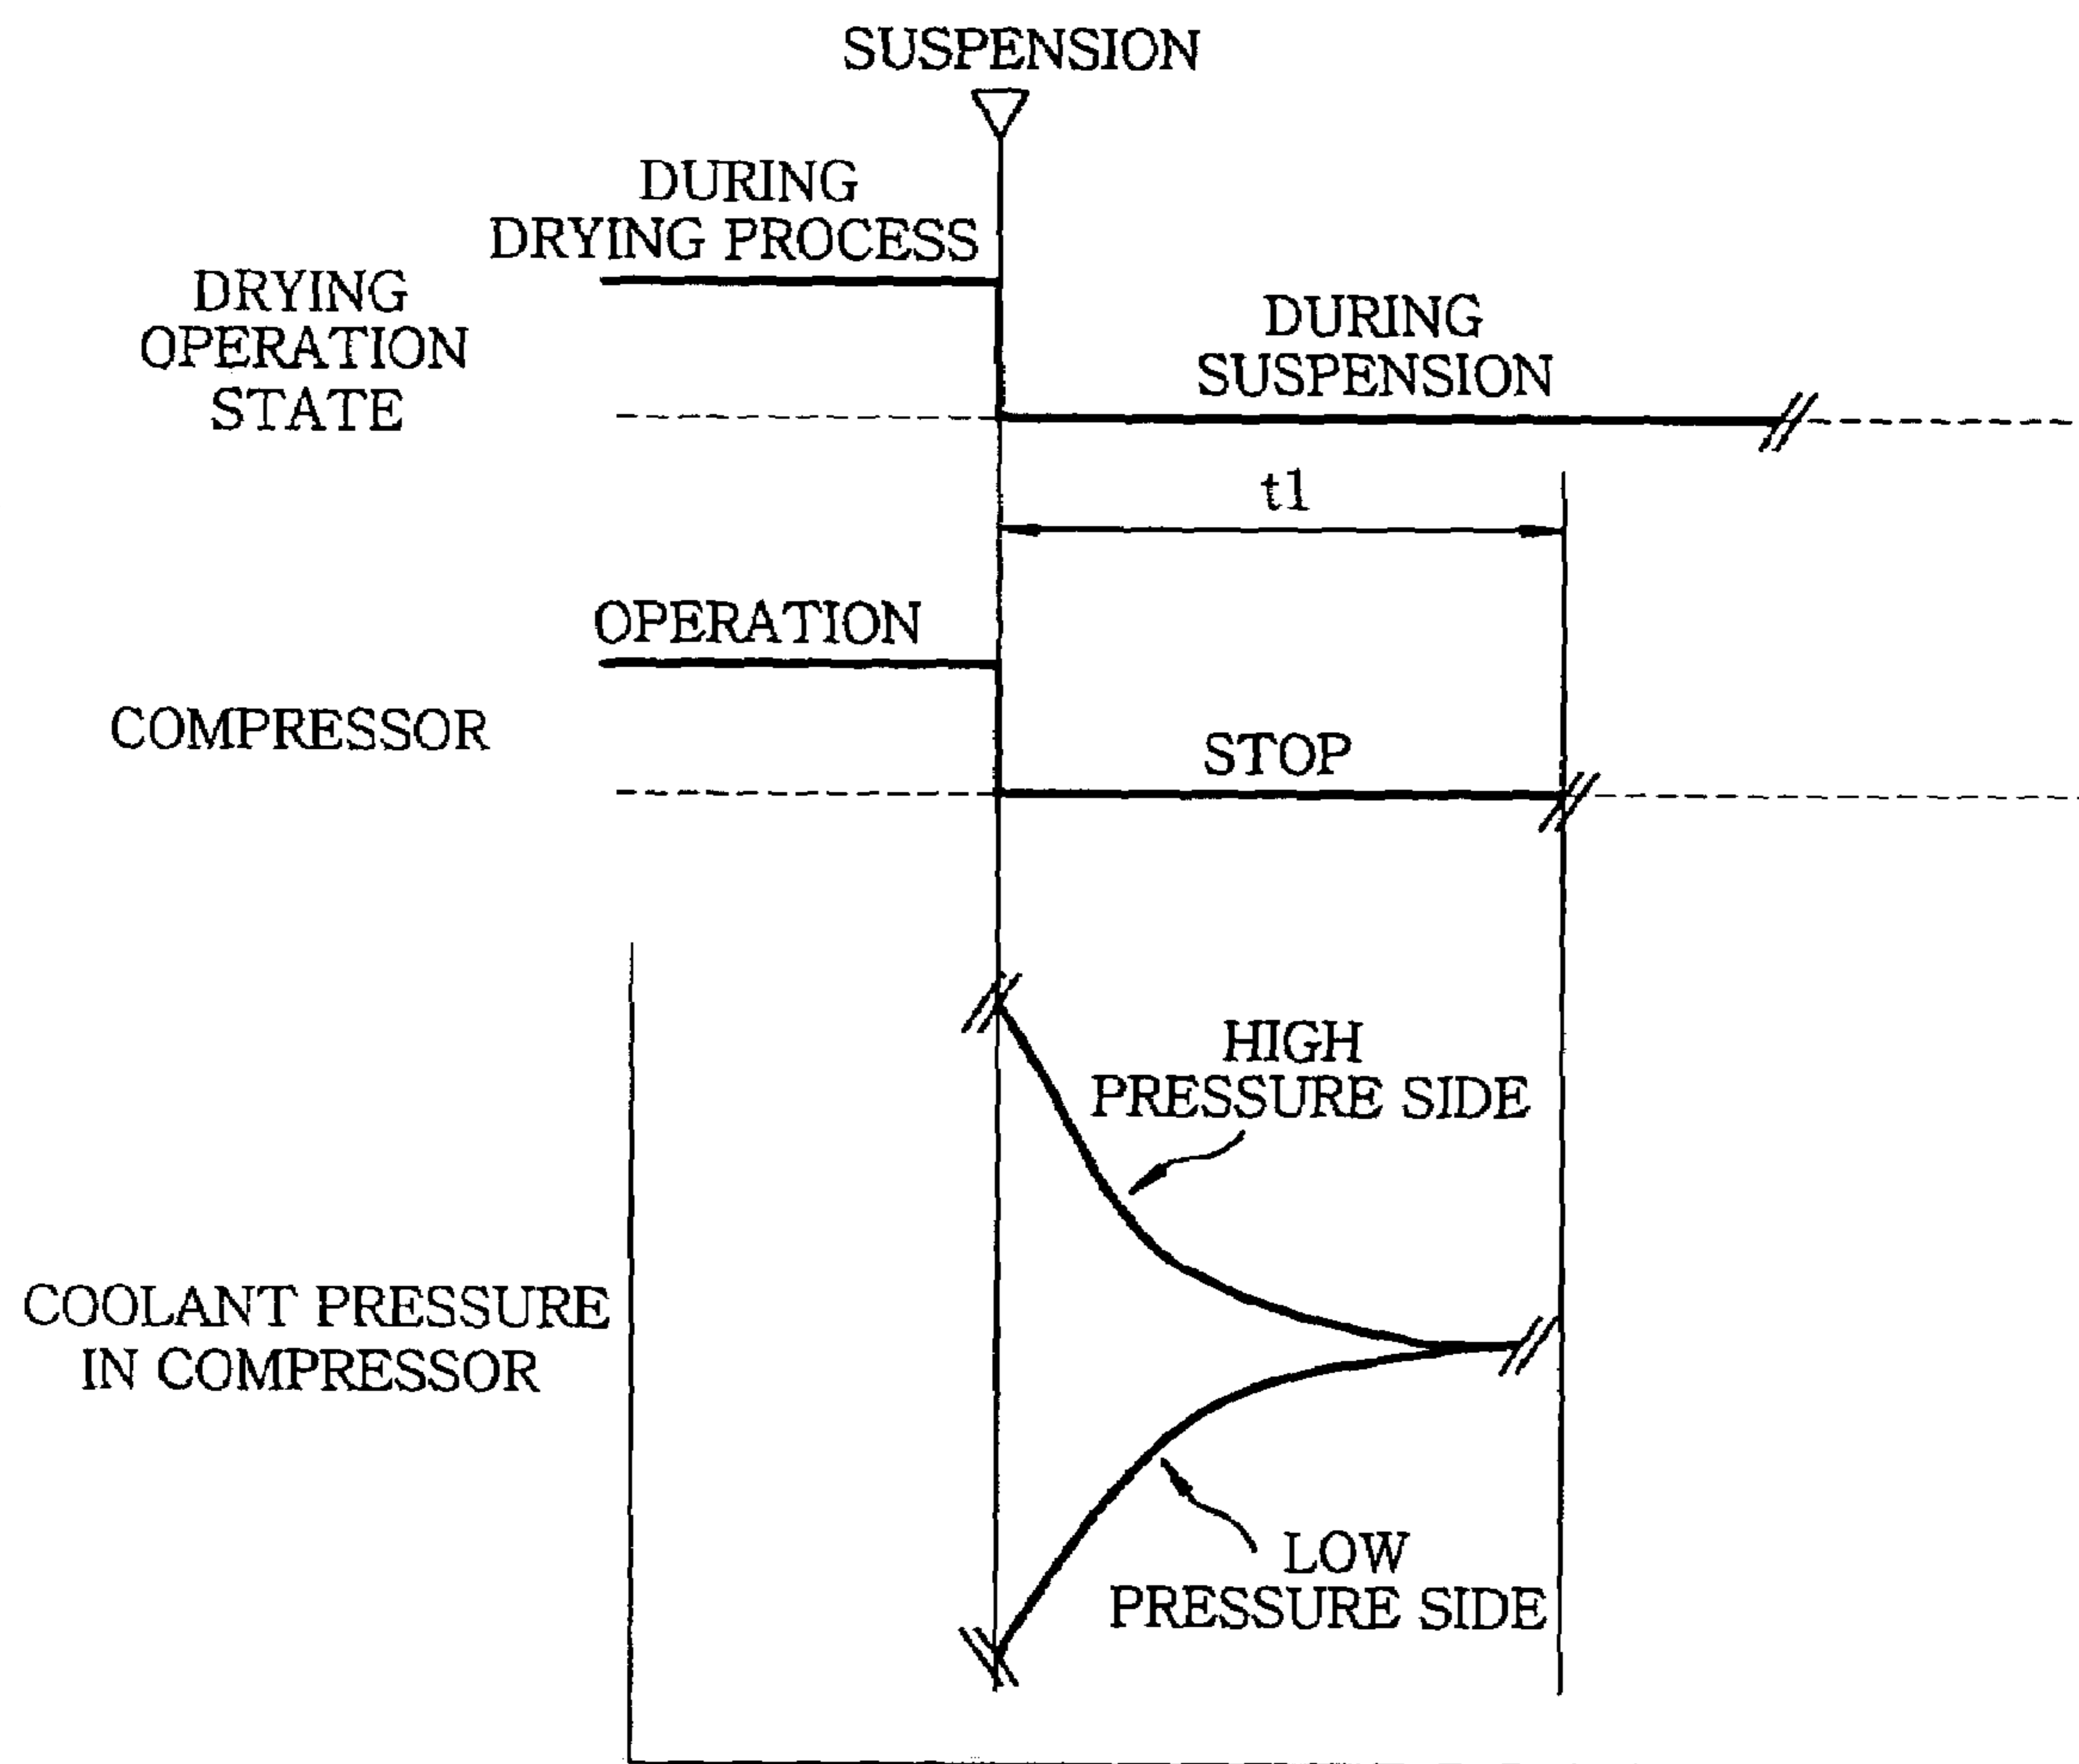 SUSPENSION
DURING
DRYING PROCESS
DRYING
OPERATION
STATE
DURING
SUSPENSION
t1
OPERATION
COMPRESSOR
STOP
HIGH
PRESSURE SIDE
COOLANT PRESSURE
IN COMPRESSOR
LOW
PRESSURE SIDE